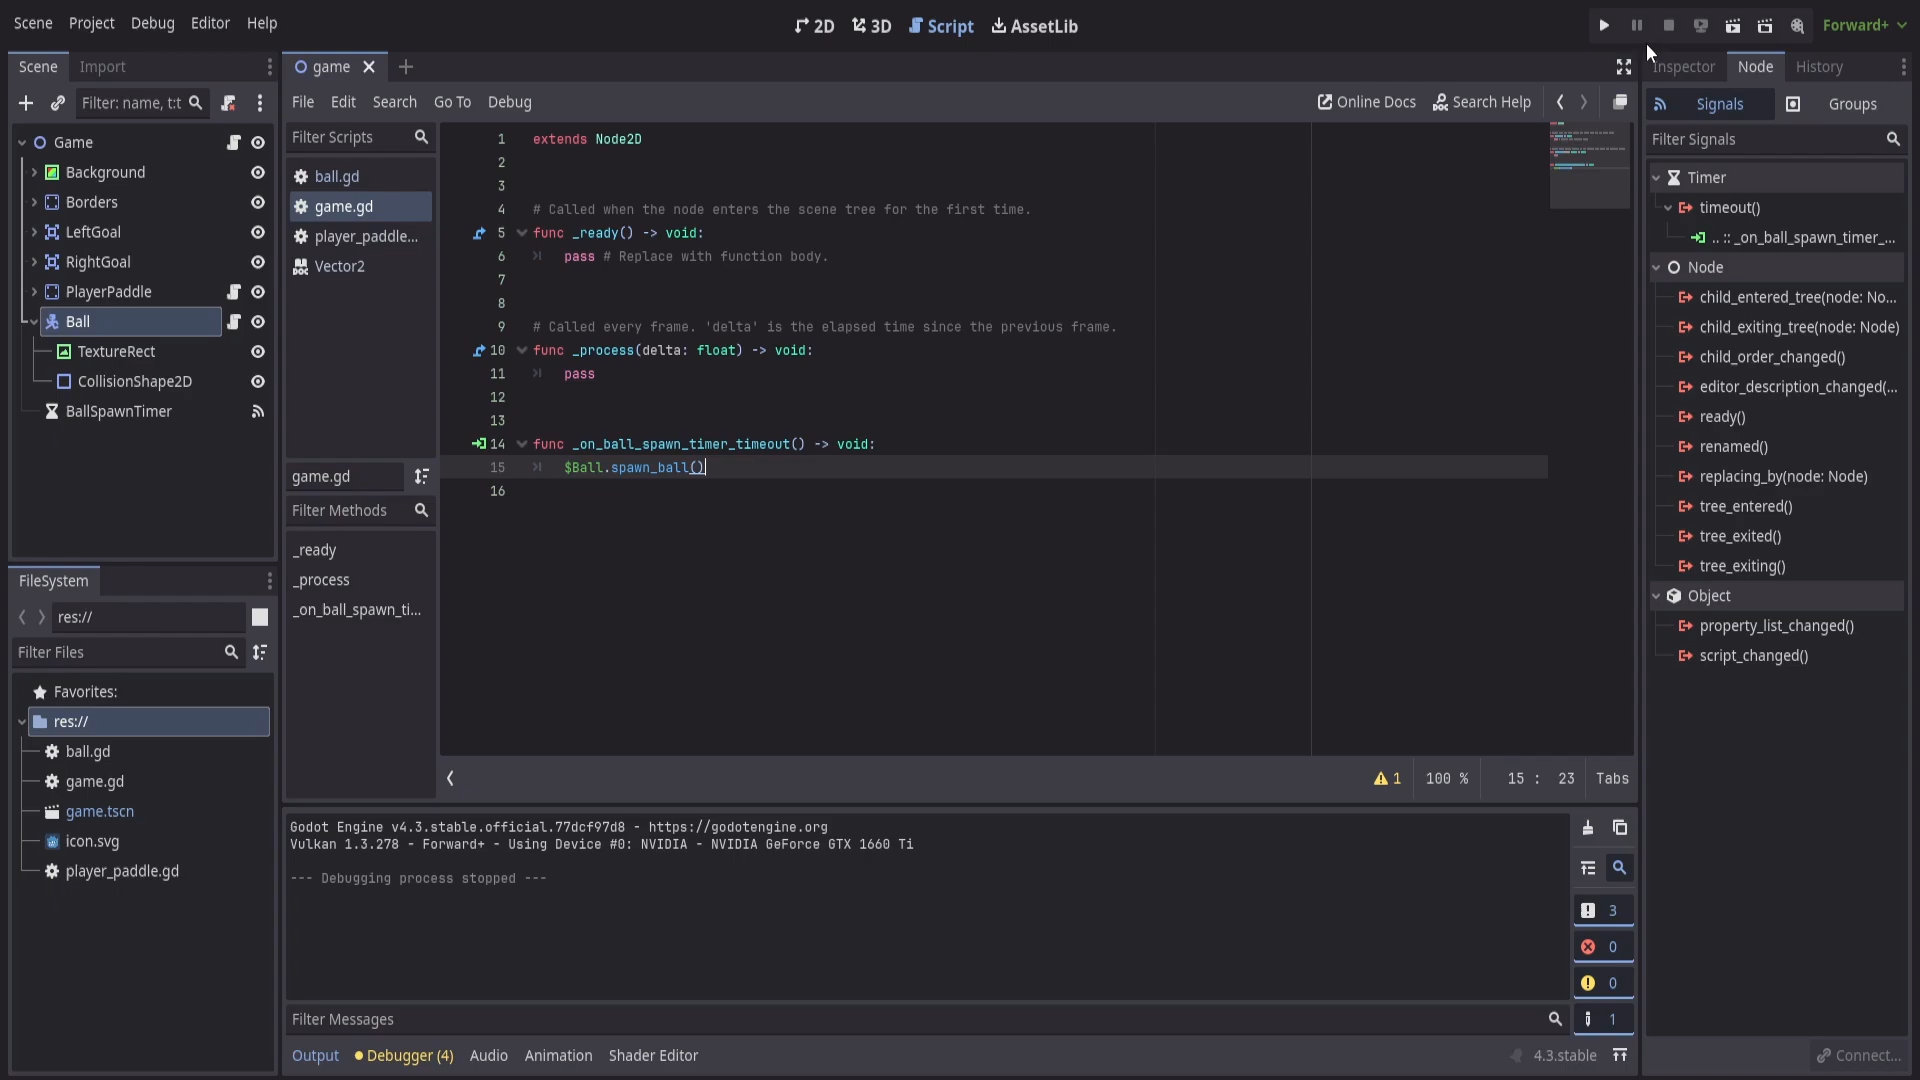 Scene Project Debug Editor Help
2D 3D Script AssetLib
Forward+
Scene Import
game
Inspector Node History
Filter: name, t:t
File Edit Search Go To Debug
Online Docs Search Help
Signals Groups
Filter Scripts
Filter Signals
Game
Background
Borders
LeftGoal
RightGoal
PlayerPaddle
Ball
TextureRect
CollisionShape2D
BallSpawnTimer
ball.gd
game.gd
player_paddle...
Vector2
game.gd
Filter Methods
_ready
_process
_on_ball_spawn_ti...
1 extends Node2D
2
3
4 # Called when the node enters the scene tree for the first time.
5 func _ready() -> void:
6 pass # Replace with function body.
7
8
9 # Called every frame. 'delta' is the elapsed time since the previous frame.
10 func _process(delta: float) -> void:
11 pass
12
13
14 func _on_ball_spawn_timer_timeout() -> void:
15 $Ball.spawn_ball()
16
1 100 % 15 : 23 Tabs
Timer
timeout()
.. :: _on_ball_spawn_timer_...
Node
child_entered_tree(node: No...
child_exiting_tree(node: Node)
child_order_changed()
editor_description_changed(...
ready()
renamed()
replacing_by(node: Node)
tree_entered()
tree_exited()
tree_exiting()
Object
property_list_changed()
script_changed()
FileSystem
res://
Filter Files
Favorites:
res://
ball.gd
game.gd
game.tscn
icon.svg
player_paddle.gd
Godot Engine v4.3.stable.official.77dcf97d8 - https://godotengine.org
Vulkan 1.3.278 - Forward+ - Using Device #0: NVIDIA - NVIDIA GeForce GTX 1660 Ti
--- Debugging process stopped ---
3
0
0
1
Filter Messages
Output Debugger (4) Audio Animation Shader Editor
4.3.stable
Connect...